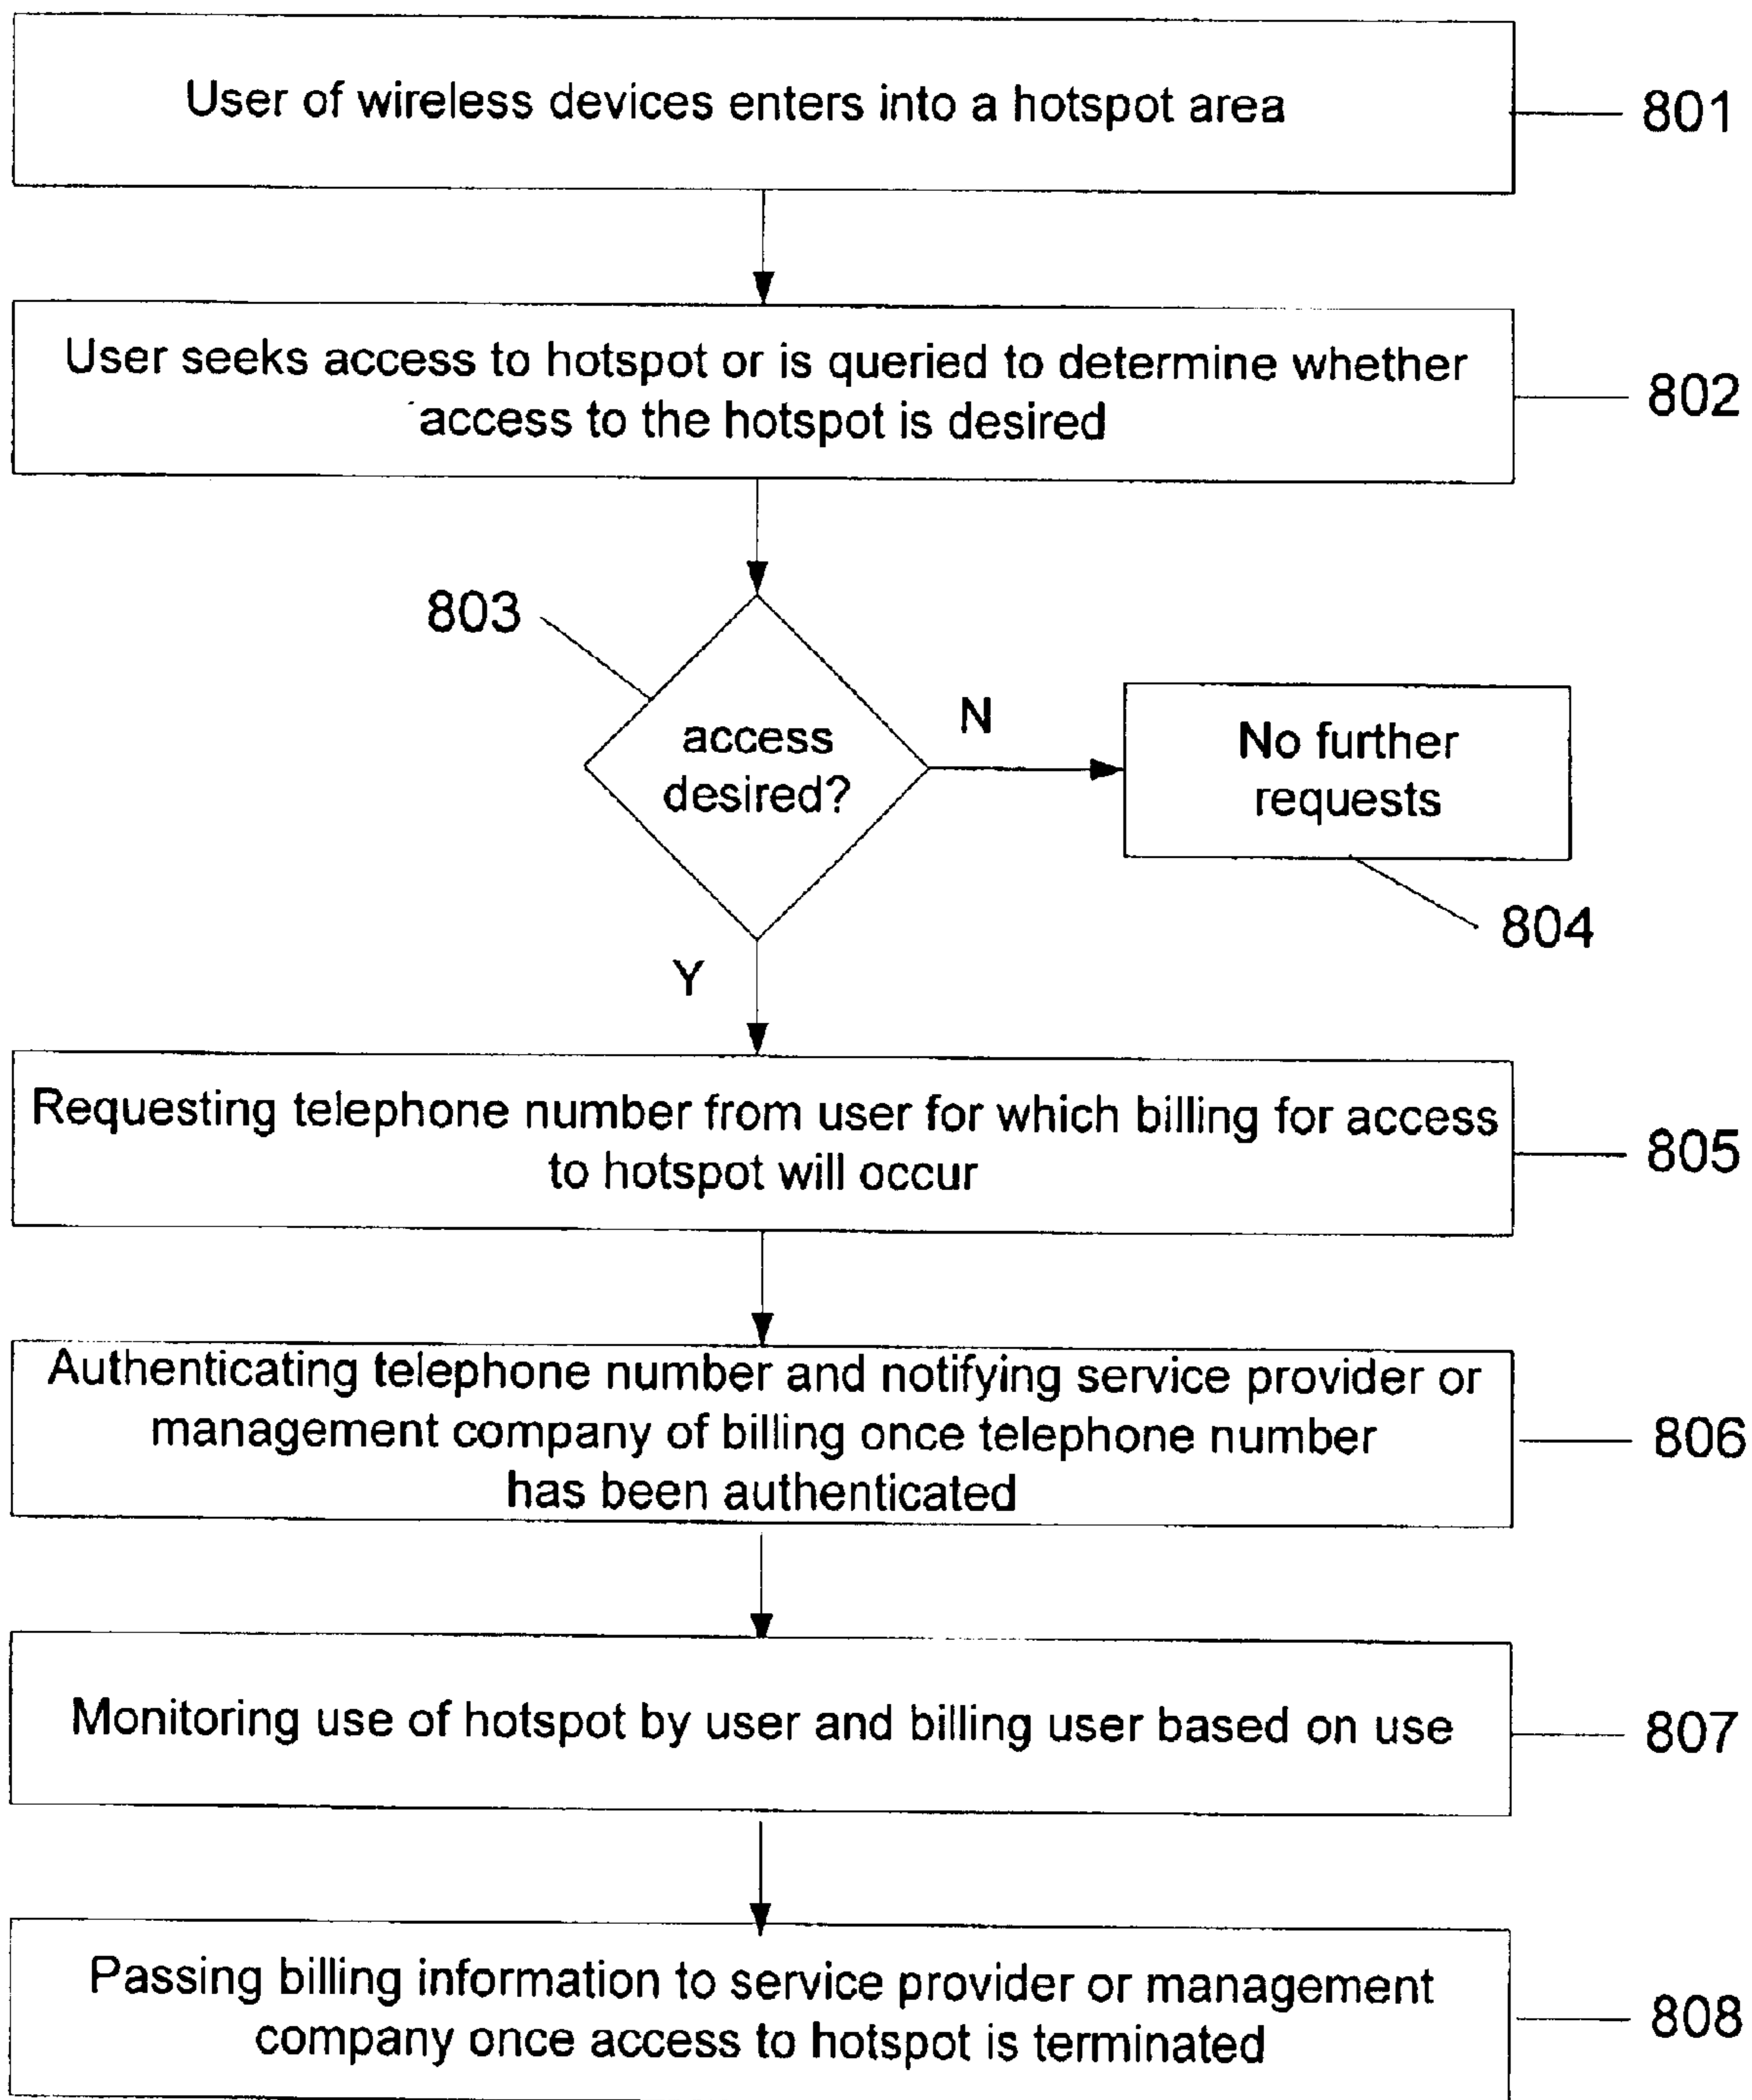 User of wireless devices enters into a hotspot area
801
User seeks access to hotspot or is queried to determine whether
access to the hotspot is desired
802
803
access
desired?
N
No further
requests
804
Y
Requesting telephone number from user for which billing for access
to hotspot will occur
805
Authenticating telephone number and notifying service provider or
management company of billing once telephone number
has been authenticated
806
Monitoring use of hotspot by user and billing user based on use
807
Passing billing information to service provider or management
company once access to hotspot is terminated
808